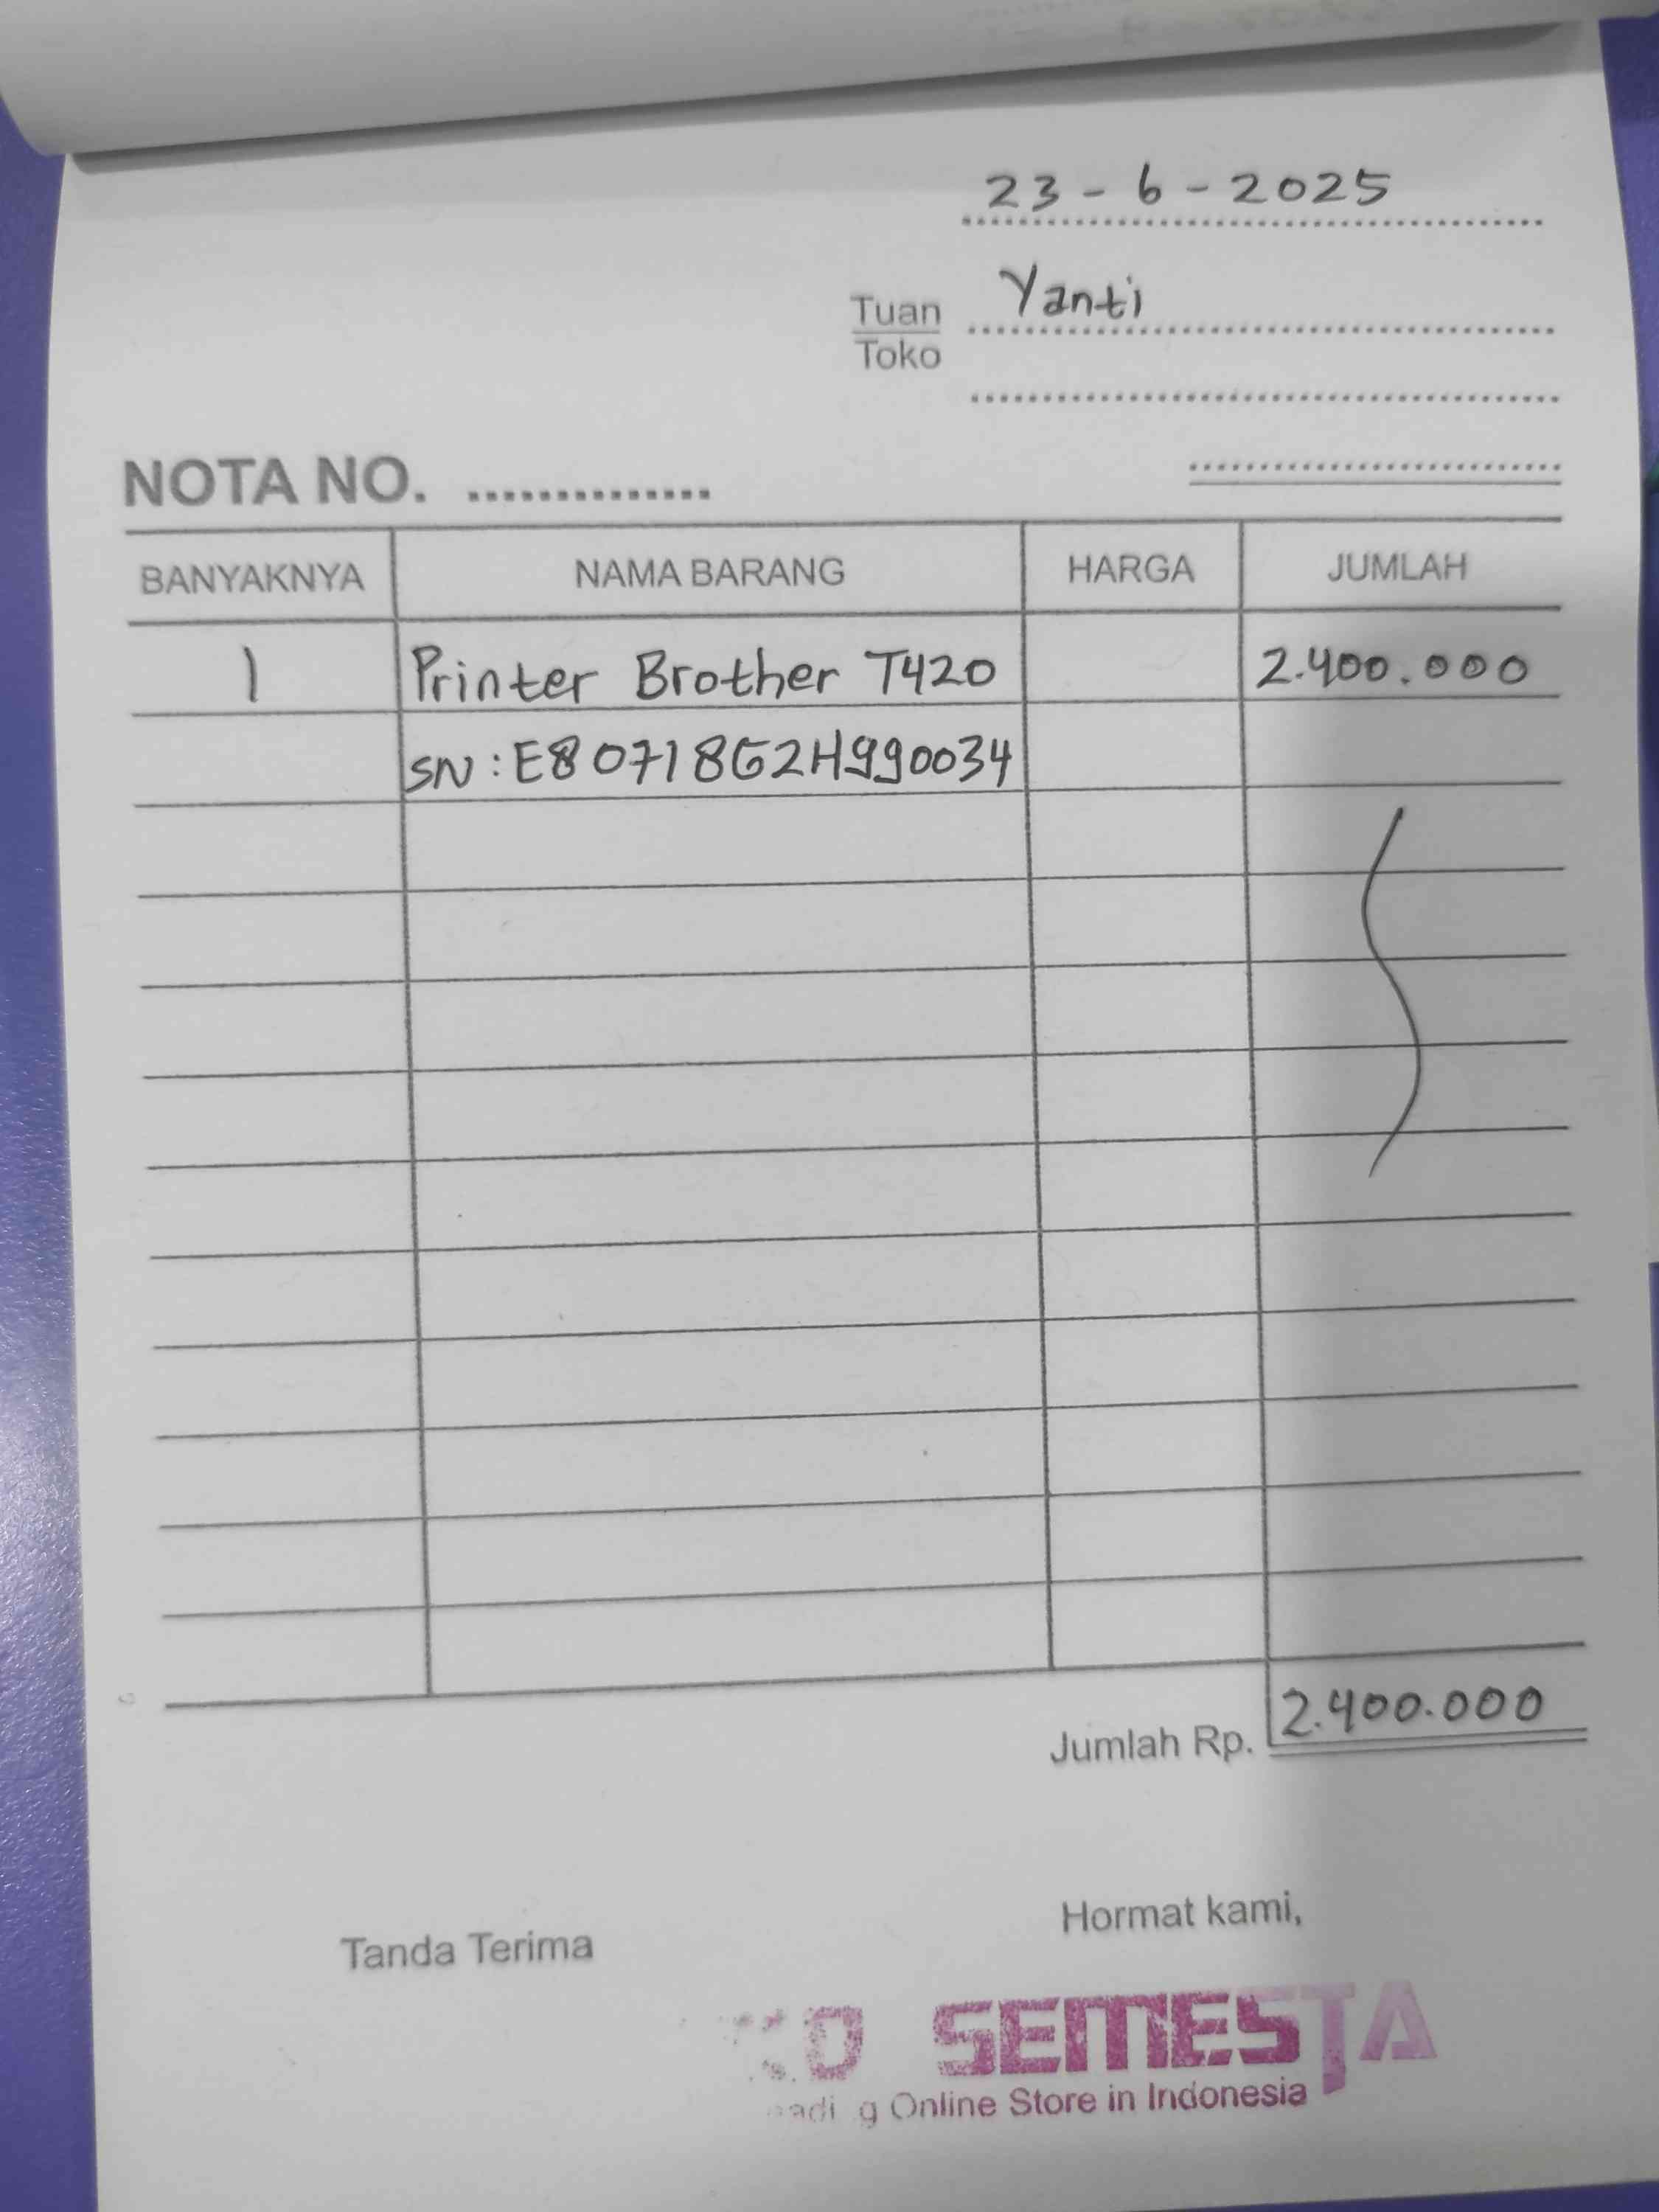 23 - 6 - 2025
Tuan Yanti
Toko
NOTA NO. ..............
BANYAKNYA NAMA BARANG HARGA JUMLAH
1 Printer Brother T420 2.400.000
SN : E80718G2H990034
Jumlah Rp. 2.400.000
Hormat kami,
Tanda Terima
SEMESTA
Online Store in Indonesia